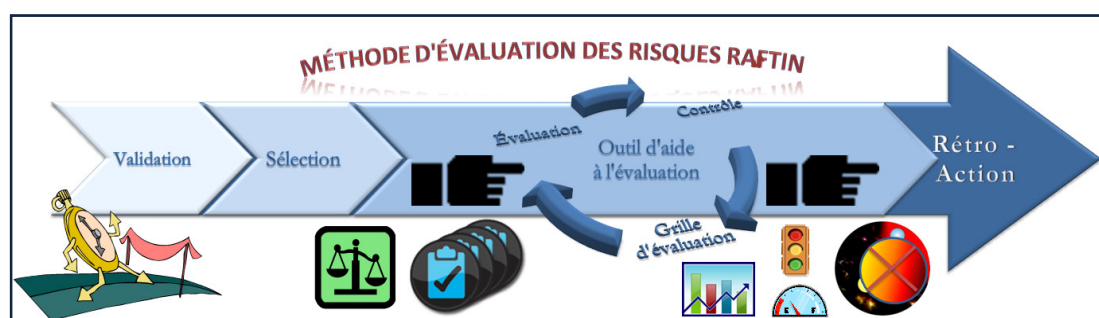 MÉTHODE D'ÉVALUATION DES RISQUES RAFTIN
Validation
Sélection
Évaluation
Contrôle
Outil d'aide
à l'évaluation
Grille
d'évaluation
Rétro -
Action
E F